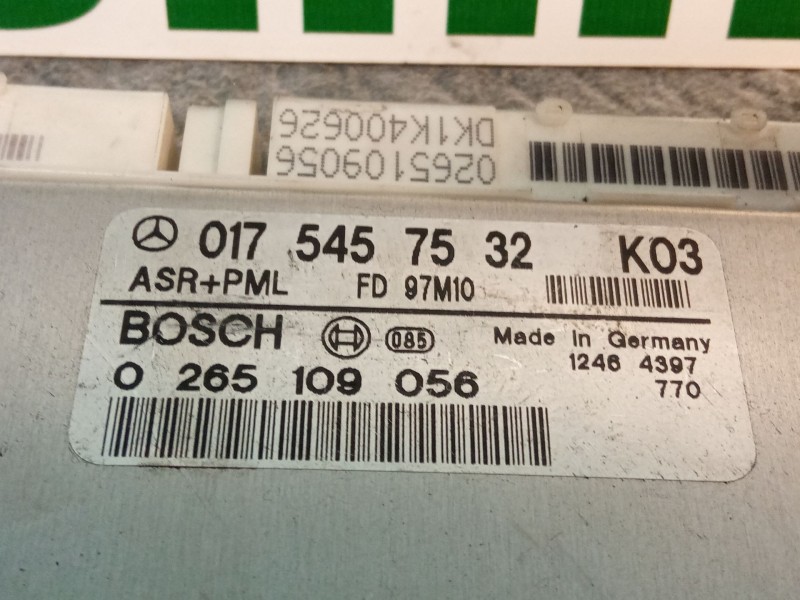 DK1K400626
0265109056
017 545 75 32 K03
ASR+PML FD 97M10
BOSCH 085 Made in Germany
0 265 109 056 1246 4397
770